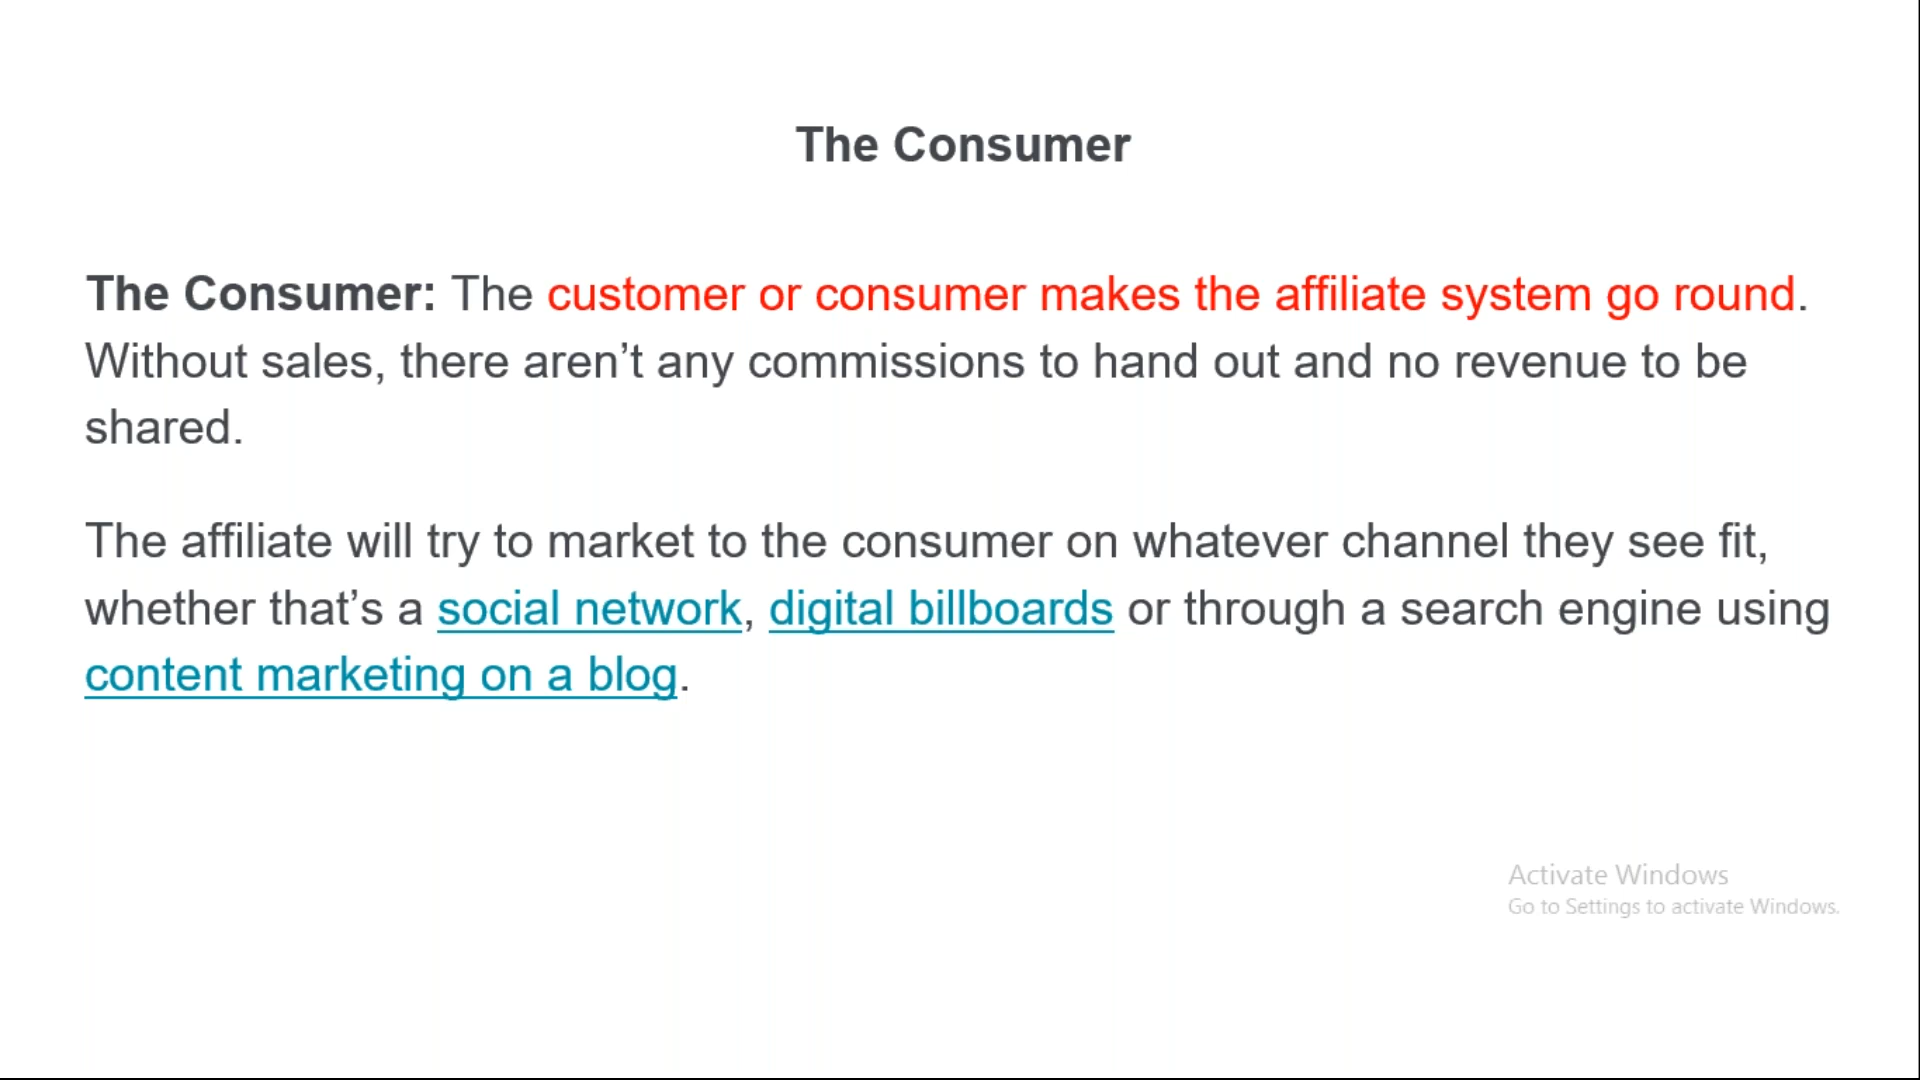 The Consumer
The Consumer: The customer or consumer makes the affiliate system go round.
Without sales, there aren’t any commissions to hand out and no revenue to be
shared.
The affiliate will try to market to the consumer on whatever channel they see fit,
whether that’s a social network, digital billboards or through a search engine using
content marketing on a blog.
Activate Windows
Go to Settings to activate Windows.